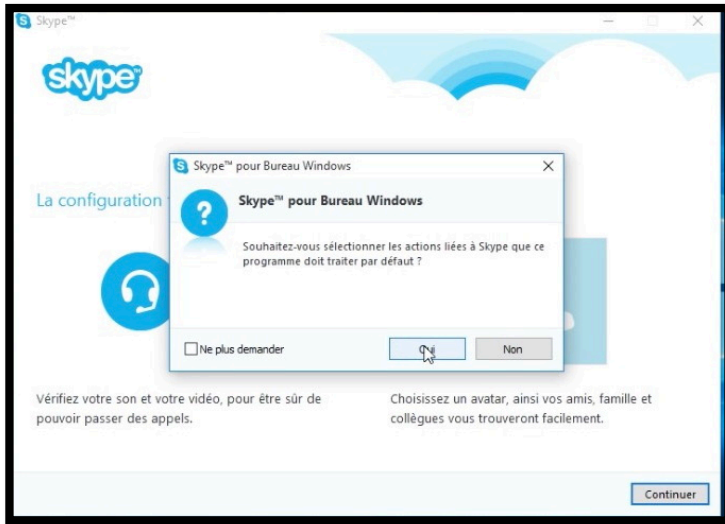 Skype™
skype™
Skype™ pour Bureau Windows
La configuration
Skype™ pour Bureau Windows
Souhaitez-vous sélectionner les actions liées à Skype que ce
programme doit traiter par défaut ?
Ne plus demander
Oui
Non
Vérifiez votre son et votre vidéo, pour être sûr de
pouvoir passer des appels.
Choisissez un avatar, ainsi vos amis, famille et
collègues vous trouveront facilement.
Continuer